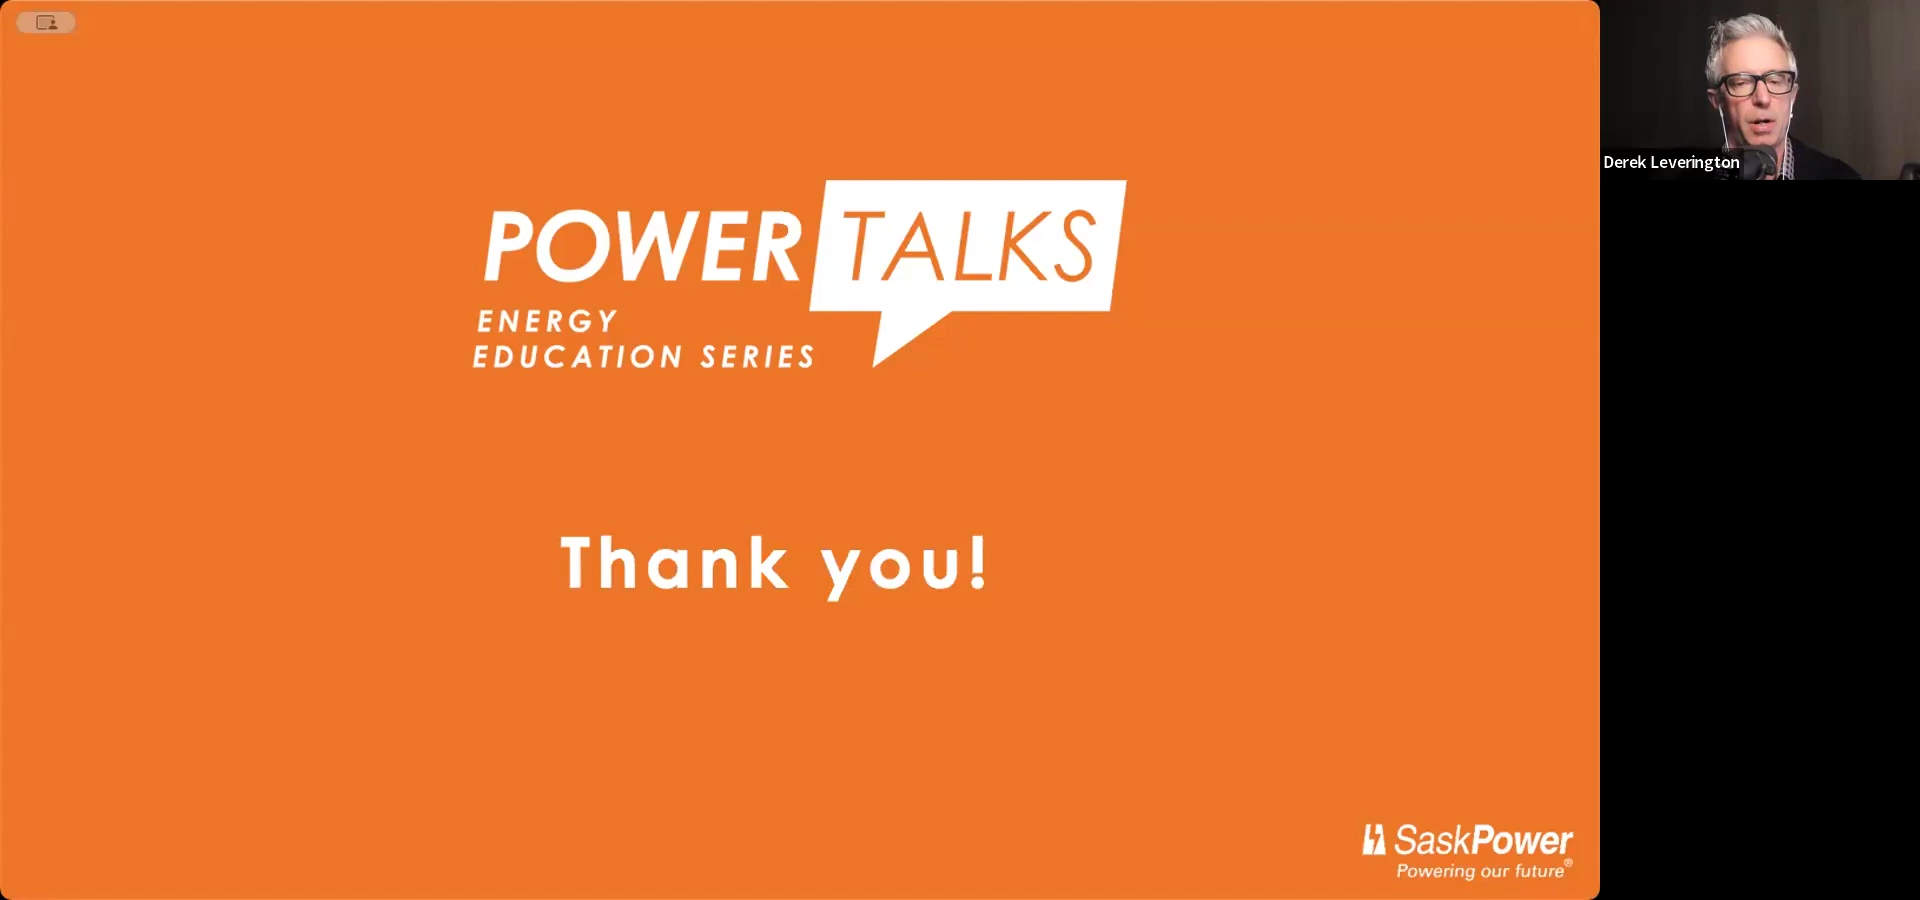 POWER TALKS
ENERGY
EDUCATION SERIES
Thank you!
SaskPower
Powering our future®
Derek Leverington